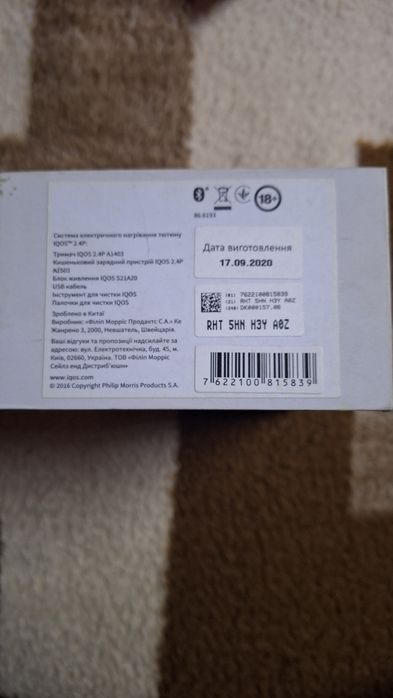 Система електричного нагрівання тютюну
IQOS™ 2.4P:
Тримач IQOS 2.4P A1403
Кишеньковий зарядний пристрій IQOS 2.4P
A1503
Блок живлення IQOS S21A20
USB кабель
Інструмент для чистки IQOS
Палочки для чистки IQOS
Зроблено в Китаї
Виробник: «Філіп Морріс Продактс С.А.» Ке
Жанрено 3, 2000, Невшатель, Швейцарія.
Ваші відгуки та пропозиції надсилайте за
адресою: вул. Електротехнічна, буд. 45, м.
Київ, 02660, Україна. ТОВ «Філіп Морріс
Сейлз енд Дистриб'юшн»
www.iqos.com
© 2016 Copyright Philip Morris Products S.A.
18+
86.6193
Дата виготовлення
17.09.2020
(01) 7622100815839
(21) RHT 5HN H3Y A0Z
(240) DK000157.00
RHT 5HN H3Y A0Z
7 622100 815839